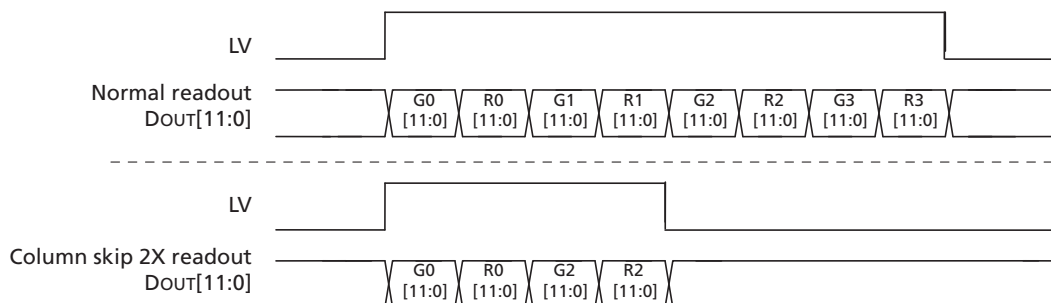 LV
Normal readout
DOUT[11:0]
G0 R0 G1 R1 G2 R2 G3 R3
[11:0] [11:0] [11:0] [11:0] [11:0] [11:0] [11:0] [11:0]
LV
Column skip 2X readout
DOUT[11:0]
G0 R0 G2 R2
[11:0] [11:0] [11:0] [11:0]